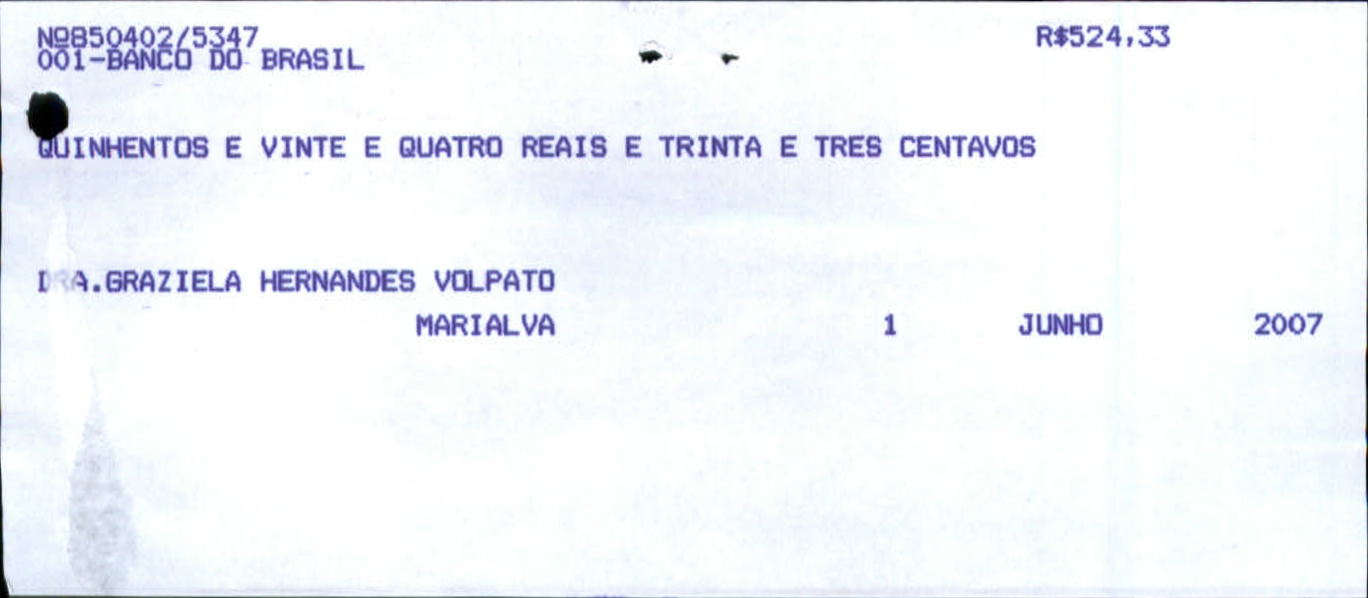 Nº850402/5347 R$524,33
001-BANCO DO BRASIL
QUINHENTOS E VINTE E QUATRO REAIS E TRINTA E TRES CENTAVOS
DRA.GRAZIELA HERNANDES VOLPATO
MARIALVA 1 JUNHO 2007